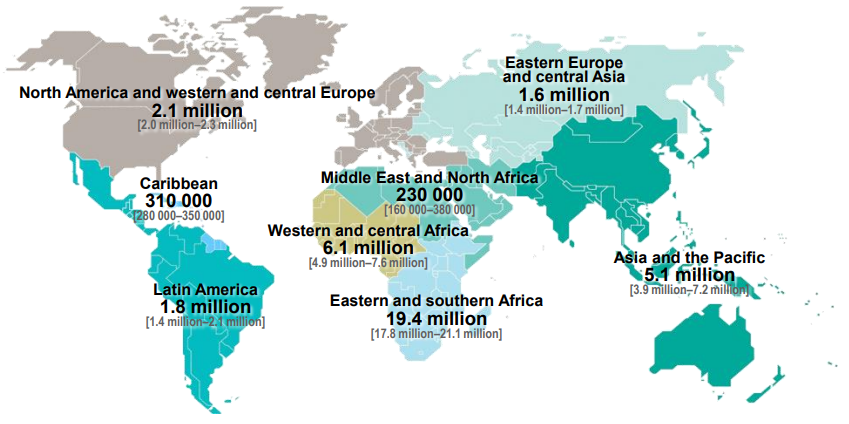 North America and western and central Europe
2.1 million
[2.0 million–2.3 million]
Eastern Europe
and central Asia
1.6 million
[1.4 million–1.7 million]
Caribbean
310 000
[280 000–350 000]
Middle East and North Africa
230 000
[160 000–380 000]
Western and central Africa
6.1 million
[4.9 million–7.6 million]
Asia and the Pacific
5.1 million
[3.9 million–7.2 million]
Latin America
1.8 million
[1.4 million–2.1 million]
Eastern and southern Africa
19.4 million
[17.8 million–21.1 million]